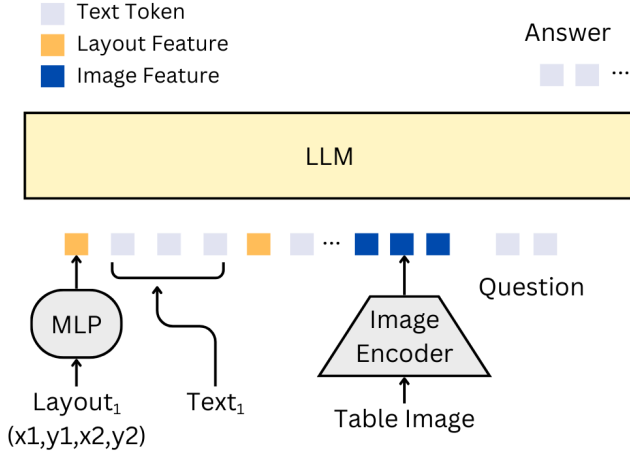 Text Token
Layout Feature
Image Feature
Answer
...
LLM
...
Question
MLP
Image
Encoder
Layout₁
(x1,y1,x2,y2)
Text₁
Table Image